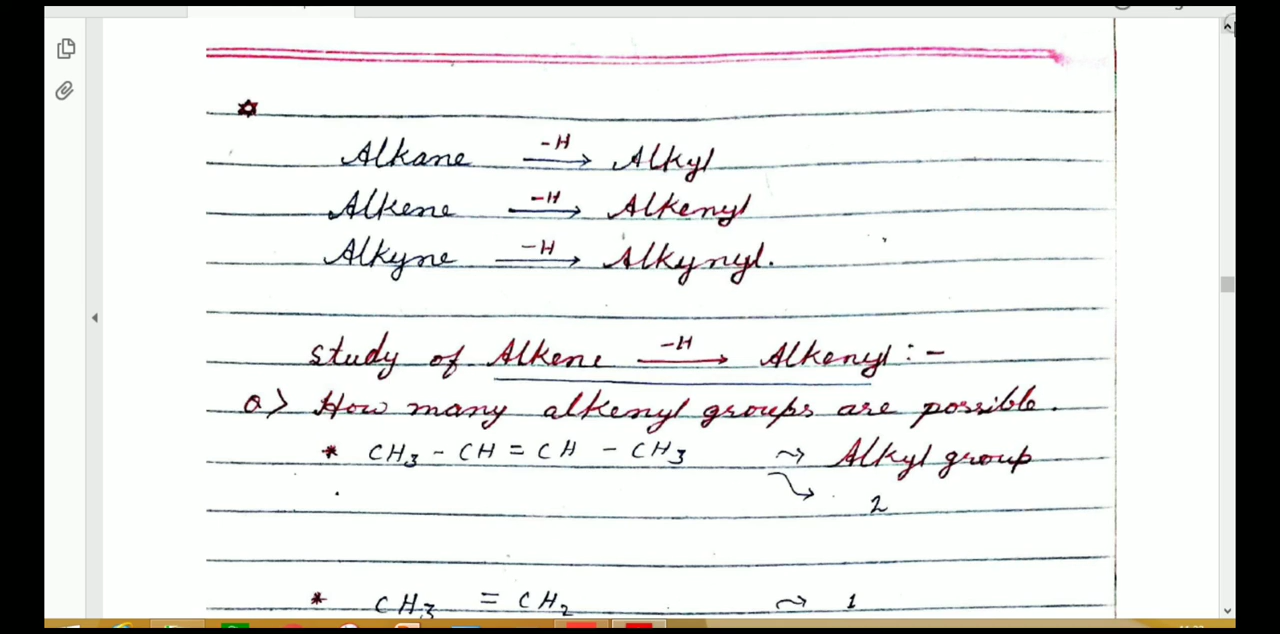 Alkane —-H→ Alkyl
Alkene —-H→ Alkenyl
Alkyne —-H→ Alkynyl.
study of Alkene —-H→ Alkenyl :-
Q> How many alkenyl groups are possible.
* CH3 - CH = CH - CH3 ⇝ Alkyl group
2
* CH3 = CH2 ⇝ 1